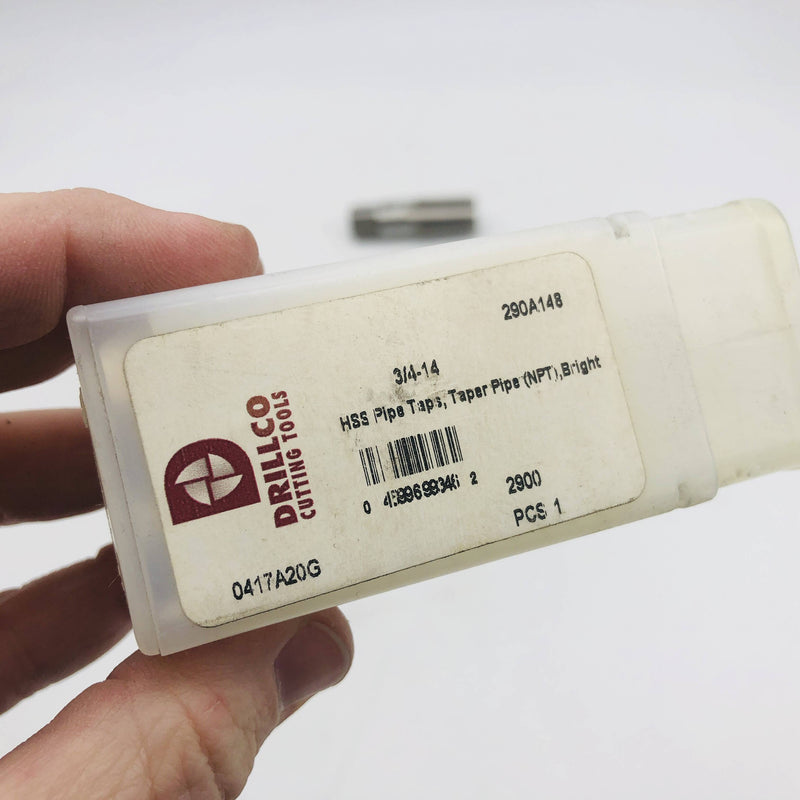 290A148
3/4-14
HSS Pipe Taps, Taper Pipe (NPT),Bright
DRILLCO
CUTTING TOOLS
2900
PCS 1
0417A20G